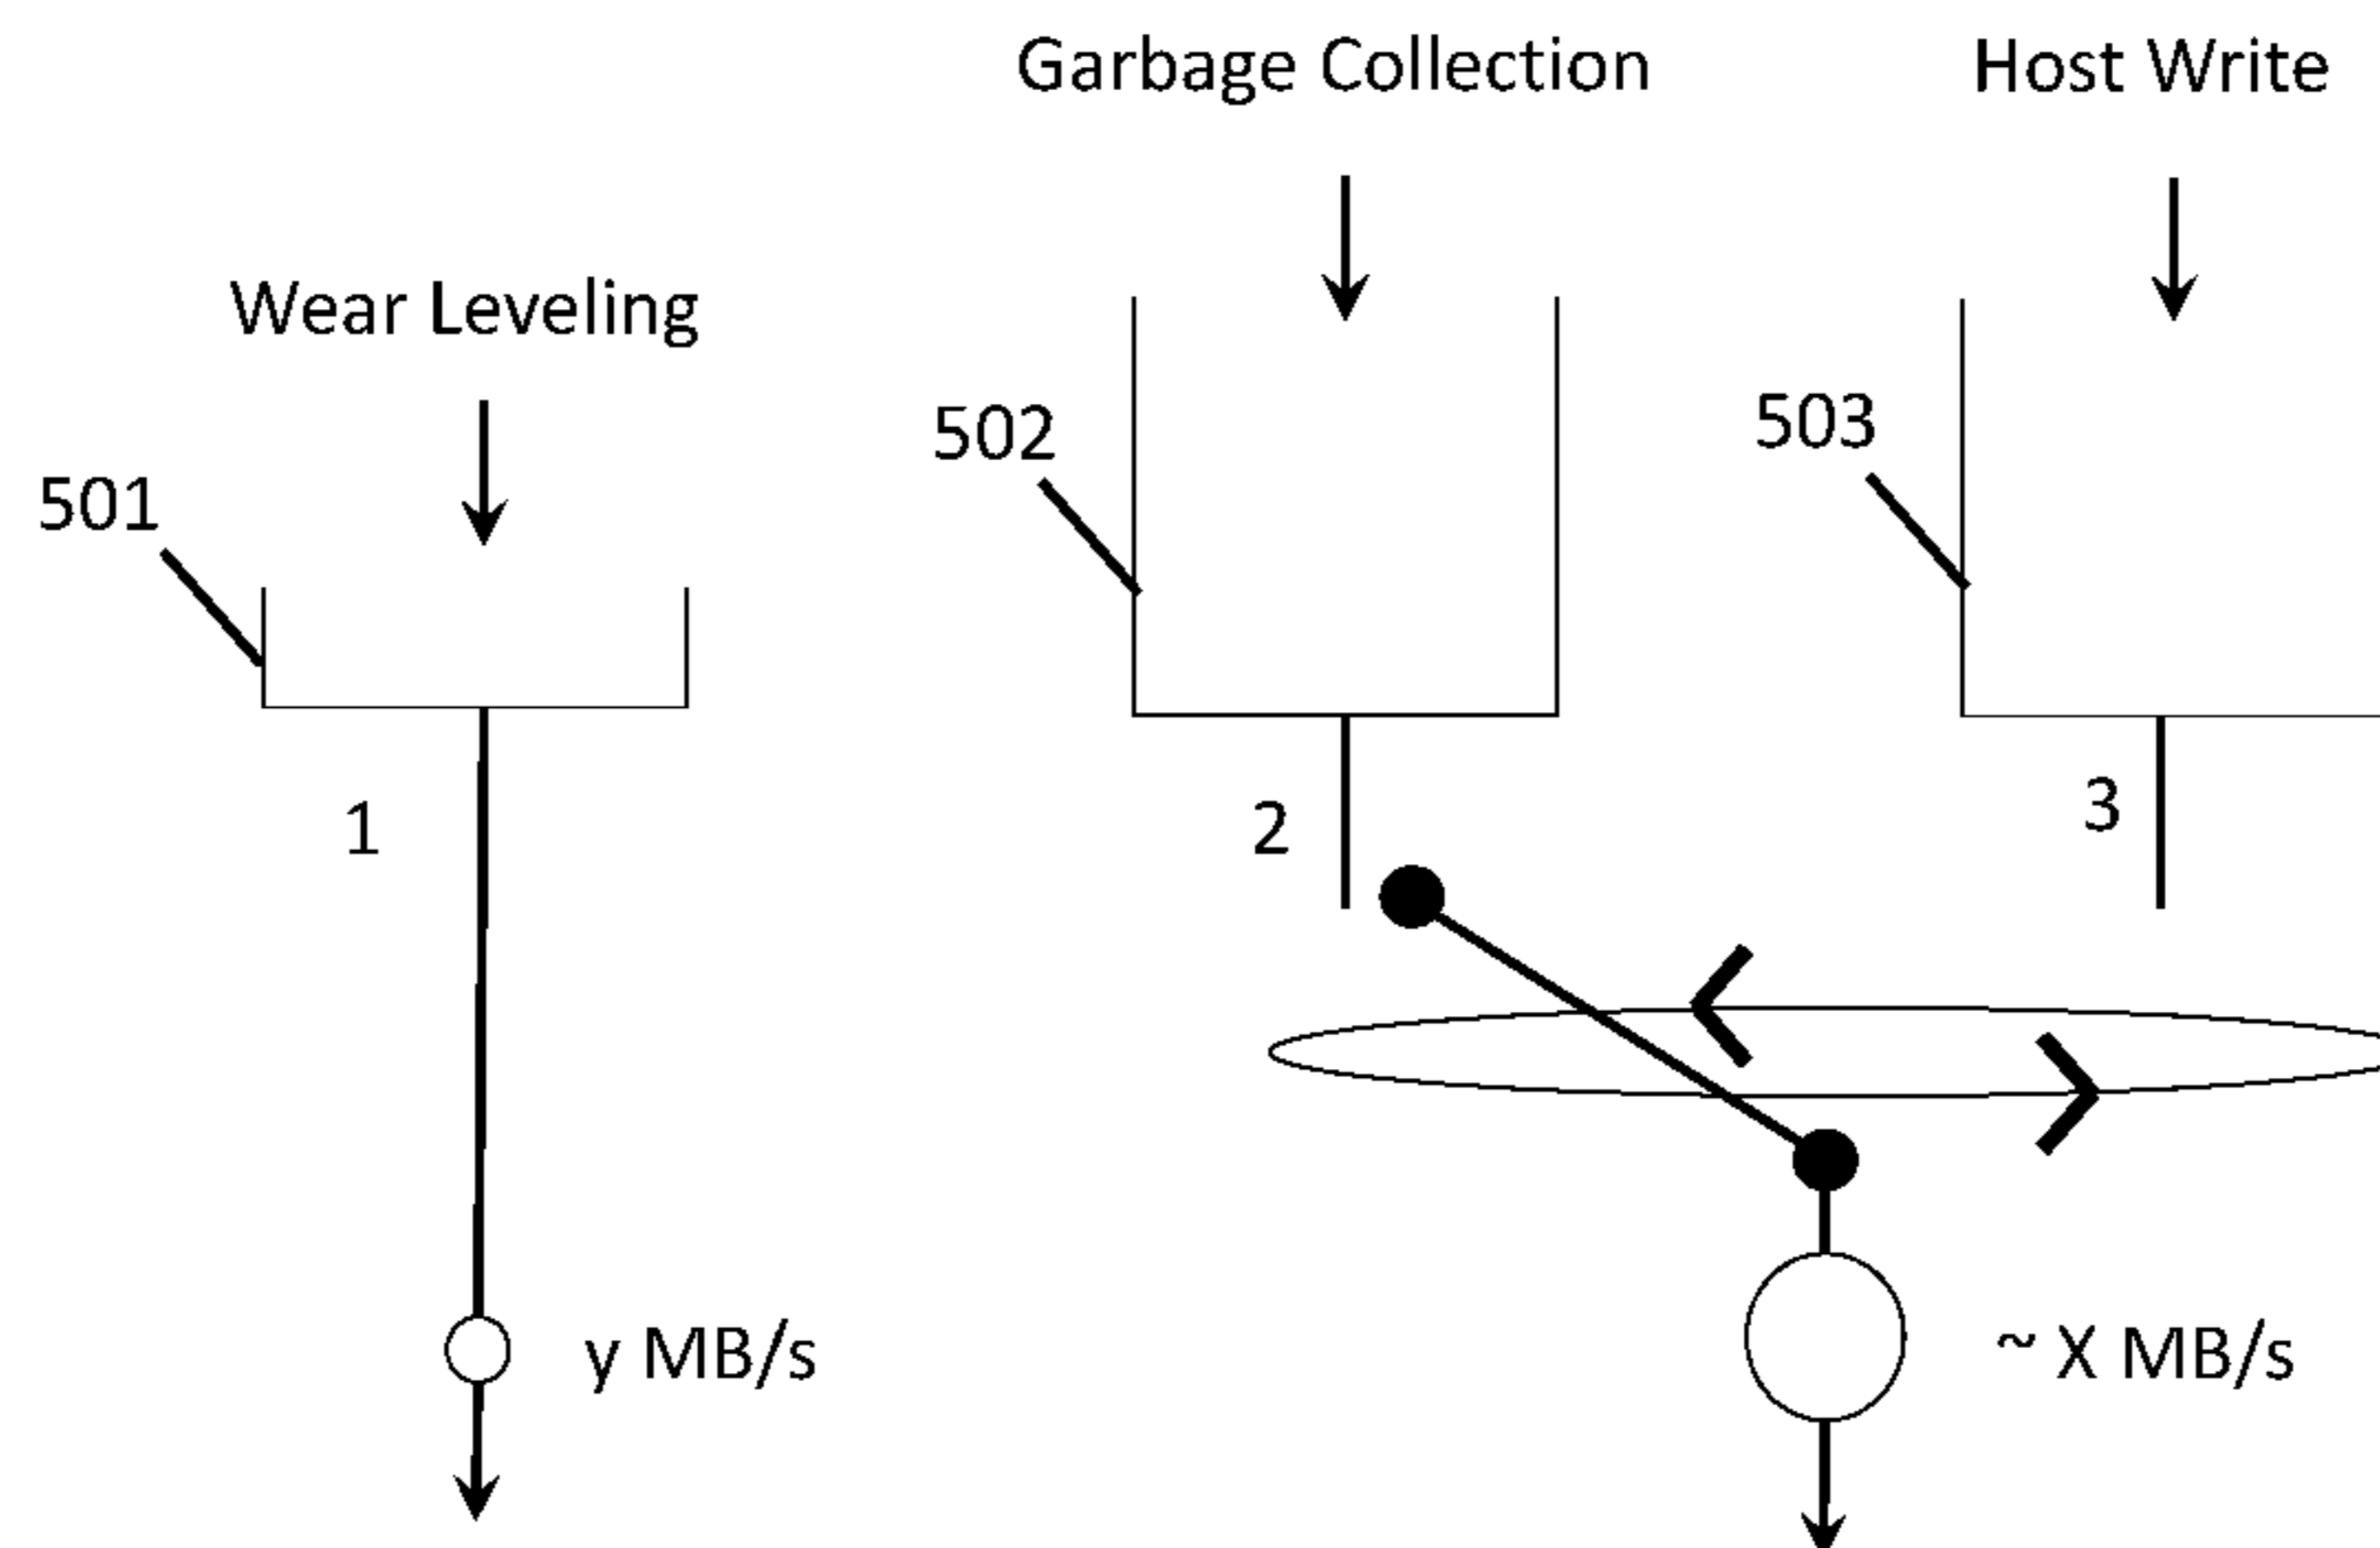 Garbage Collection
Host Write
Wear Leveling
502
503
501
1
2
3
y MB/s
~ X MB/s